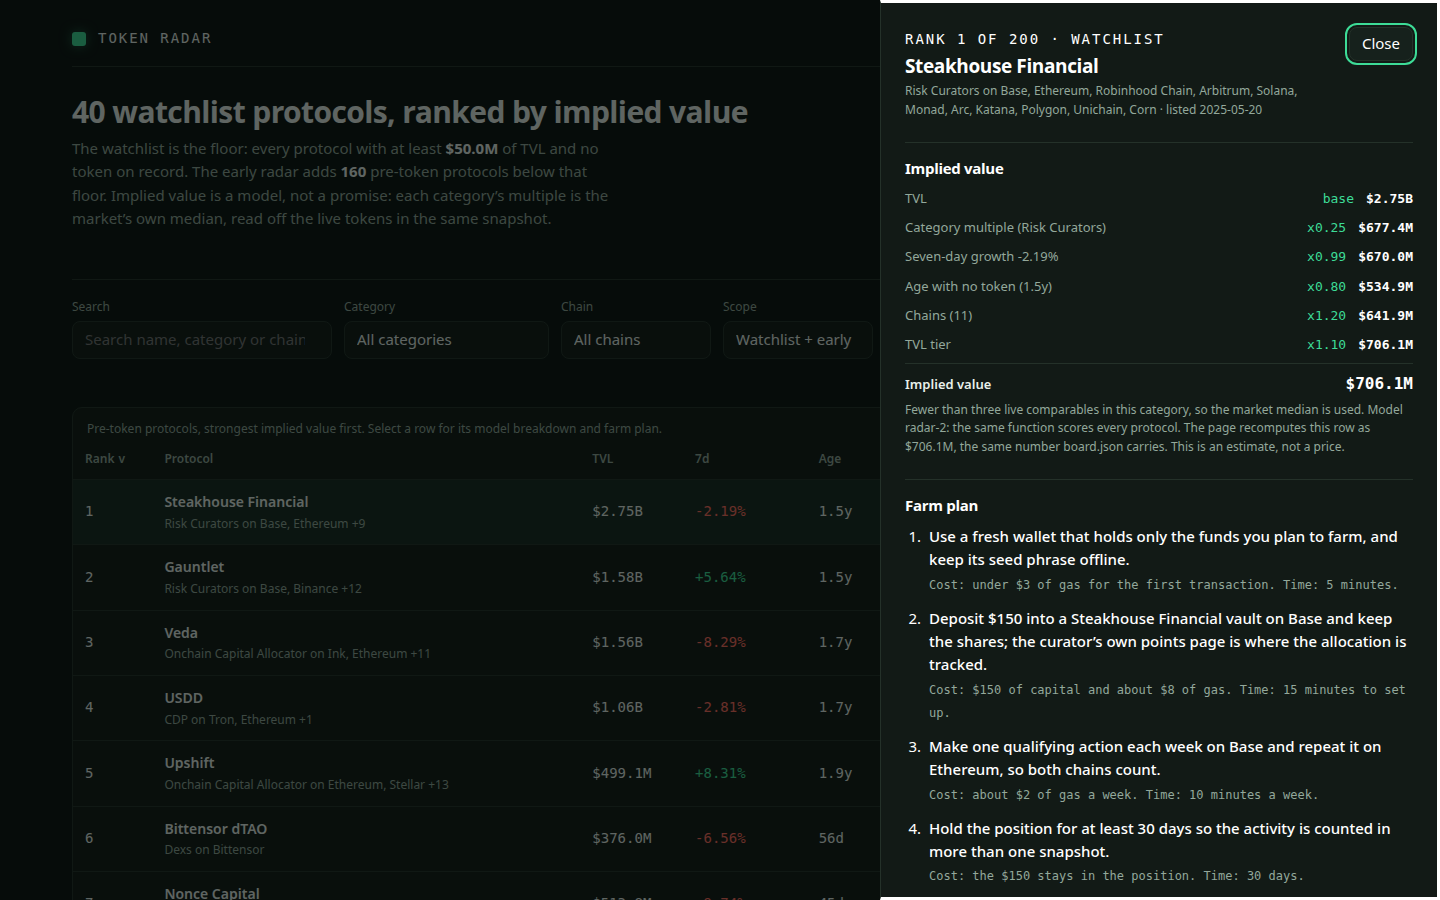 TOKEN RADAR
40 watchlist protocols, ranked by implied value
The watchlist is the floor: every protocol with at least $50.0M of TVL and no
token on record. The early radar adds 160 pre-token protocols below that
floor. Implied value is a model, not a promise: each category's multiple is the
market's own median, read off the live tokens in the same snapshot.
Search Category Chain Scope
Search name, category or chain All categories All chains Watchlist + early
Pre-token protocols, strongest implied value first. Select a row for its model breakdown and farm plan.
Rank v Protocol TVL 7d Age
1 Steakhouse Financial $2.75B -2.19% 1.5y
Risk Curators on Base, Ethereum +9
2 Gauntlet $1.58B +5.64% 1.5y
Risk Curators on Base, Binance +12
3 Veda $1.56B -8.29% 1.7y
Onchain Capital Allocator on Ink, Ethereum +11
4 USDD $1.06B -2.81% 1.7y
CDP on Tron, Ethereum +1
5 Upshift $499.1M +8.31% 1.9y
Onchain Capital Allocator on Ethereum, Stellar +13
6 Bittensor dTAO $376.0M -6.56% 56d
Dexs on Bittensor
Nonce Capital
RANK 1 OF 200 · WATCHLIST
Close
Steakhouse Financial
Risk Curators on Base, Ethereum, Robinhood Chain, Arbitrum, Solana,
Monad, Arc, Katana, Polygon, Unichain, Corn · listed 2025-05-20
Implied value
TVL base $2.75B
Category multiple (Risk Curators) x0.25 $677.4M
Seven-day growth -2.19% x0.99 $670.0M
Age with no token (1.5y) x0.80 $534.9M
Chains (11) x1.20 $641.9M
TVL tier x1.10 $706.1M
Implied value $706.1M
Fewer than three live comparables in this category, so the market median is used. Model
radar-2: the same function scores every protocol. The page recomputes this row as
$706.1M, the same number board.json carries. This is an estimate, not a price.
Farm plan
1. Use a fresh wallet that holds only the funds you plan to farm, and
keep its seed phrase offline.
Cost: under $3 of gas for the first transaction. Time: 5 minutes.
2. Deposit $150 into a Steakhouse Financial vault on Base and keep
the shares; the curator's own points page is where the allocation is
tracked.
Cost: $150 of capital and about $8 of gas. Time: 15 minutes to set
up.
3. Make one qualifying action each week on Base and repeat it on
Ethereum, so both chains count.
Cost: about $2 of gas a week. Time: 10 minutes a week.
4. Hold the position for at least 30 days so the activity is counted in
more than one snapshot.
Cost: the $150 stays in the position. Time: 30 days.